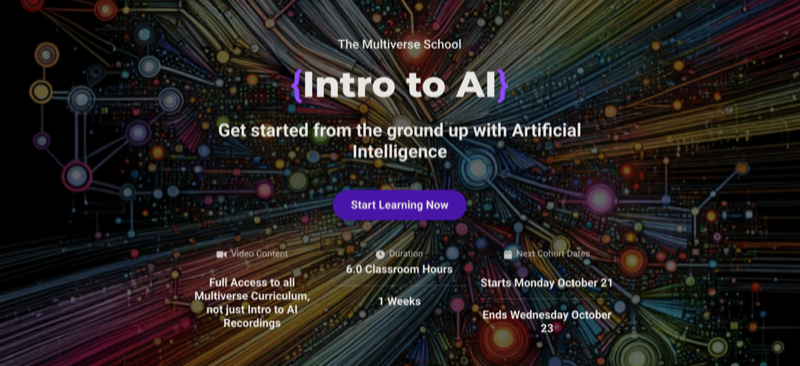 The Multiverse School
{Intro to AI}
Get started from the ground up with Artificial
Intelligence
Start Learning Now
Video Content
Full Access to all
Multiverse Curriculum,
not just Intro to AI
Recordings
Duration
6.0 Classroom Hours
1 Weeks
Next Cohort Dates
Starts Monday October 21
Ends Wednesday October
23